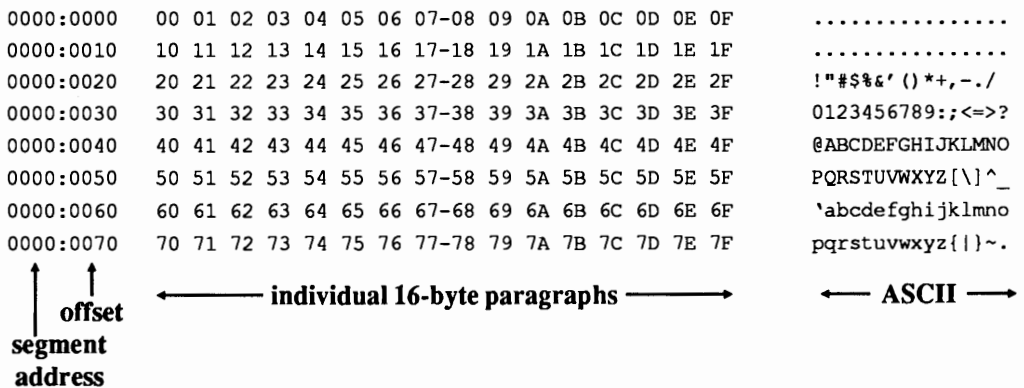 0000:0000 00 01 02 03 04 05 06 07-08 09 0A 0B 0C 0D 0E 0F ................
0000:0010 10 11 12 13 14 15 16 17-18 19 1A 1B 1C 1D 1E 1F ................
0000:0020 20 21 22 23 24 25 26 27-28 29 2A 2B 2C 2D 2E 2F !"#$%&'()*+,-./
0000:0030 30 31 32 33 34 35 36 37-38 39 3A 3B 3C 3D 3E 3F 0123456789:;<=>?
0000:0040 40 41 42 43 44 45 46 47-48 49 4A 4B 4C 4D 4E 4F @ABCDEFGHIJKLMNO
0000:0050 50 51 52 53 54 55 56 57-58 59 5A 5B 5C 5D 5E 5F PQRSTUVWXYZ[\]^_
0000:0060 60 61 62 63 64 65 66 67-68 69 6A 6B 6C 6D 6E 6F `abcdefghijklmno
0000:0070 70 71 72 73 74 75 76 77-78 79 7A 7B 7C 7D 7E 7F pqrstuvwxyz{|}~.
individual 16-byte paragraphs ASCII
offset
segment
address